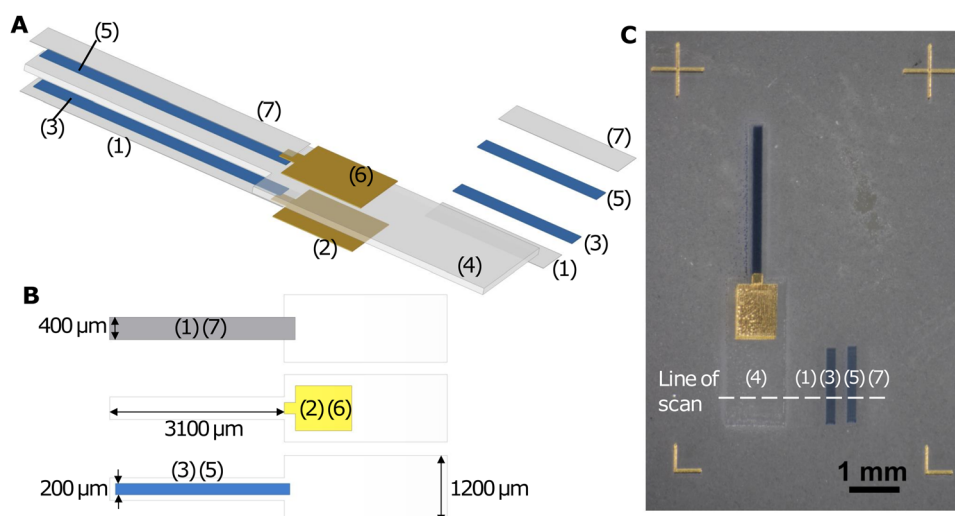 A
(5)
(3)
(1)
(7)
(6)
(2)
(4)
(7)
(5)
(3)
(1)
B
400 µm
(1) (7)
(2) (6)
3100 µm
(3) (5)
200 µm
1200 µm
C
Line of
scan
(4)
(1) (3) (5) (7)
1 mm